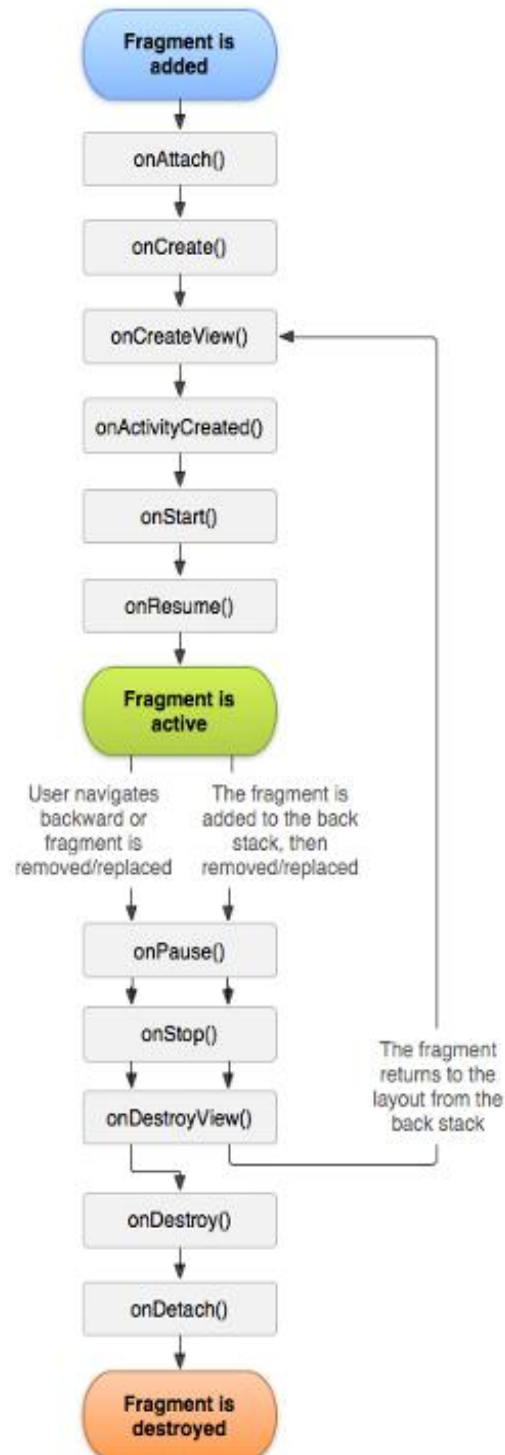 Fragment is
added
onAttach()
onCreate()
onCreateView()
onActivityCreated()
onStart()
onResume()
Fragment is
active
User navigates
backward or
fragment is
removed/replaced
The fragment is
added to the back
stack, then
removed/replaced
onPause()
onStop()
onDestroyView()
The fragment
returns to the
layout from the
back stack
onDestroy()
onDetach()
Fragment is
destroyed